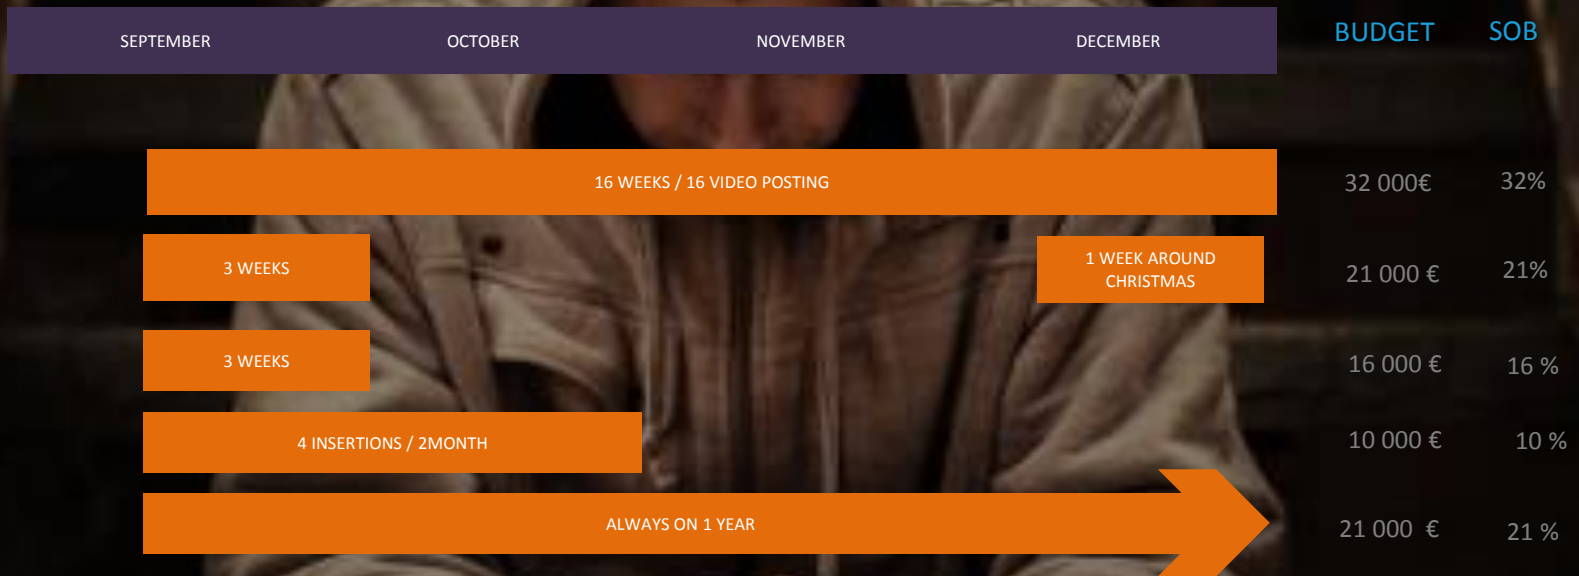 SEPTEMBER OCTOBER NOVEMBER DECEMBER BUDGET SOB
16 WEEKS / 16 VIDEO POSTING 32 000€ 32%
3 WEEKS 1 WEEK AROUND
CHRISTMAS 21 000 € 21%
3 WEEKS 16 000 € 16 %
4 INSERTIONS / 2MONTH 10 000 € 10 %
ALWAYS ON 1 YEAR 21 000 € 21 %